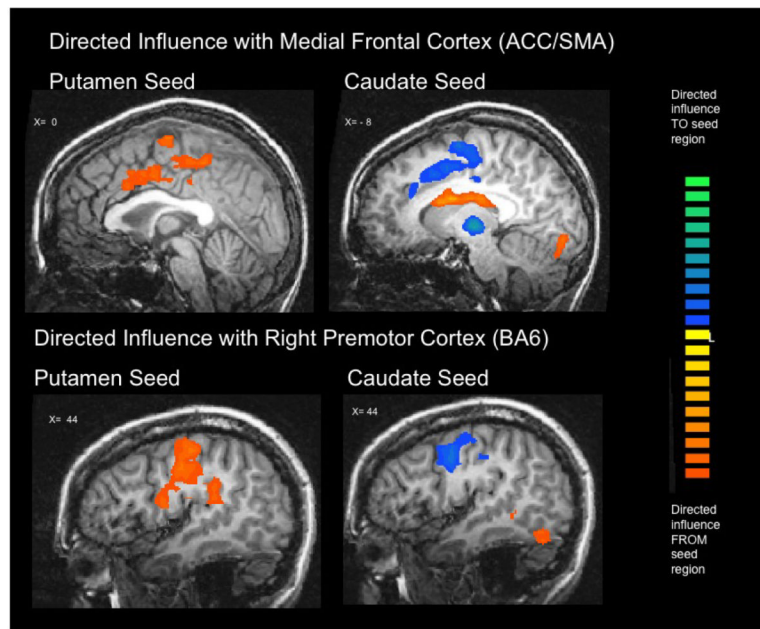 Directed Influence with Medial Frontal Cortex (ACC/SMA)
Putamen Seed
Caudate Seed
X= 0
X= - 8
Directed
influence
TO seed
region
L
Directed Influence with Right Premotor Cortex (BA6)
Putamen Seed
Caudate Seed
X= 44
X= 44
Directed
influence
FROM
seed
region